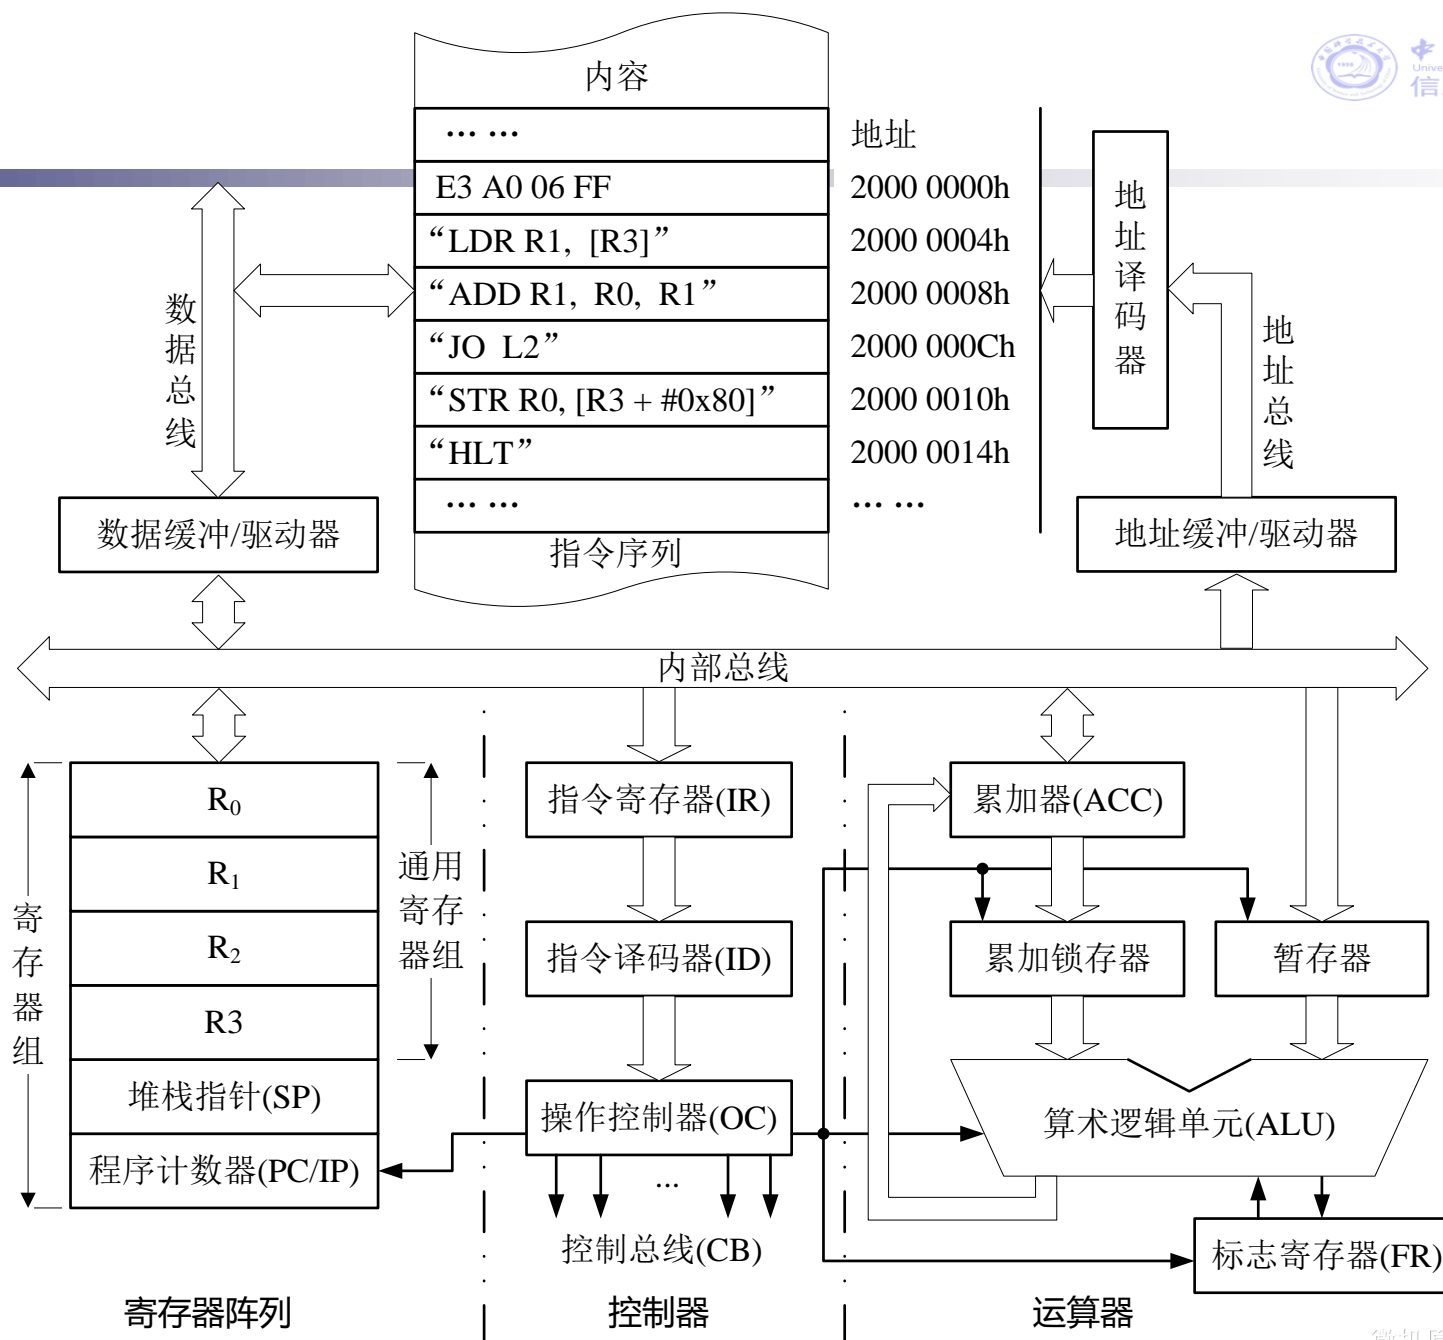 内容
… …
地址
E3 A0 06 FF
2000 0000h
“LDR R1, [R3]”
2000 0004h
“ADD R1, R0, R1”
2000 0008h
“JO L2”
2000 000Ch
“STR R0, [R3 + #0x80]”
2000 0010h
“HLT”
2000 0014h
… …
… …
指令序列
数据总线
地址译码器
地址总线
数据缓冲/驱动器
地址缓冲/驱动器
内部总线
寄存器组
R0
R1
R2
R3
堆栈指针(SP)
程序计数器(PC/IP)
通用寄存器组
指令寄存器(IR)
指令译码器(ID)
操作控制器(OC)
...
控制总线(CB)
累加器(ACC)
累加锁存器
暂存器
算术逻辑单元(ALU)
标志寄存器(FR)
寄存器阵列
控制器
运算器
中
Unive
信
1958